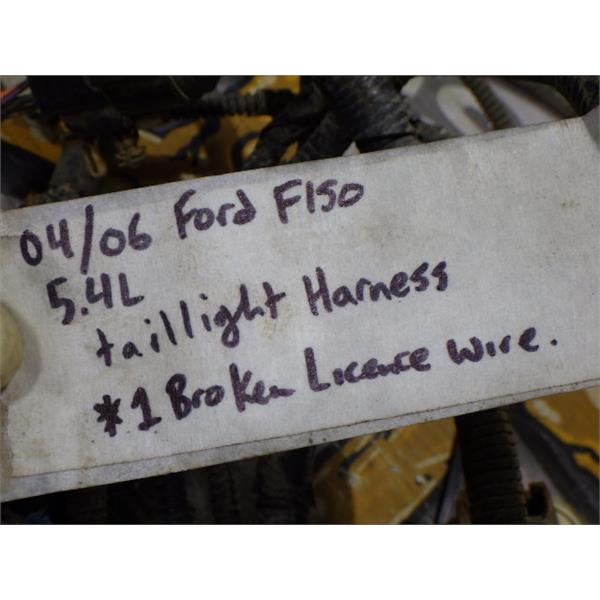 04/06 Ford F150
5.4L
taillight Harness
*1 Broken Licence Wire.